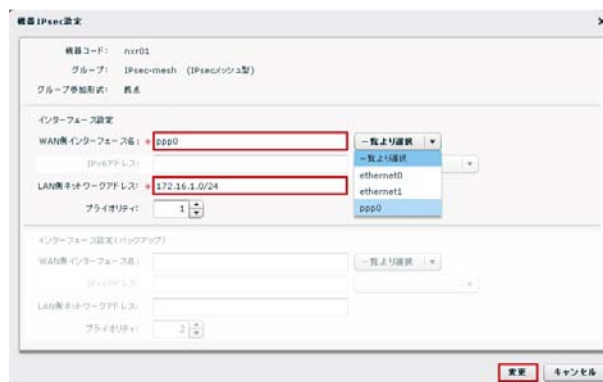 機器IPsec設定
機器コード: nxr01
グループ: IPsec-mesh (IPsecメッシュ型)
グループ参加形式: 拠点
インターフェース設定
WAN側インターフェース名: * ppp0 一覧より選択
一覧より選択
IPv6アドレス:
ethernet0
LAN側ネットワークアドレス: * 172.16.1.0/24
ethernet1
プライオリティ: 1
ppp0
インターフェース設定(バックアップ)
WAN側インターフェース名: 一覧より選択
IPv6アドレス:
LAN側ネットワークアドレス:
プライオリティ: 2
変更 キャンセル